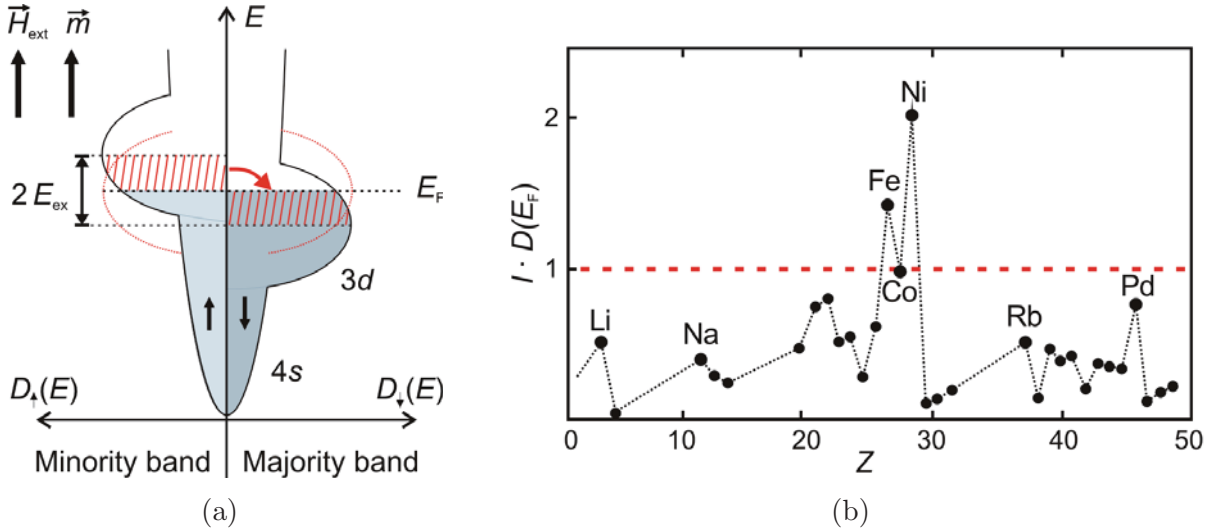 H⃗ext m⃗
E
2 Eex
EF
3d
4s
D↑(E) D↓(E)
Minority band Majority band
(a)
I · D(EF)
2
1
Ni
Fe
Co
Li
Na
Rb
Pd
0 10 20 30 40 50
Z
(b)